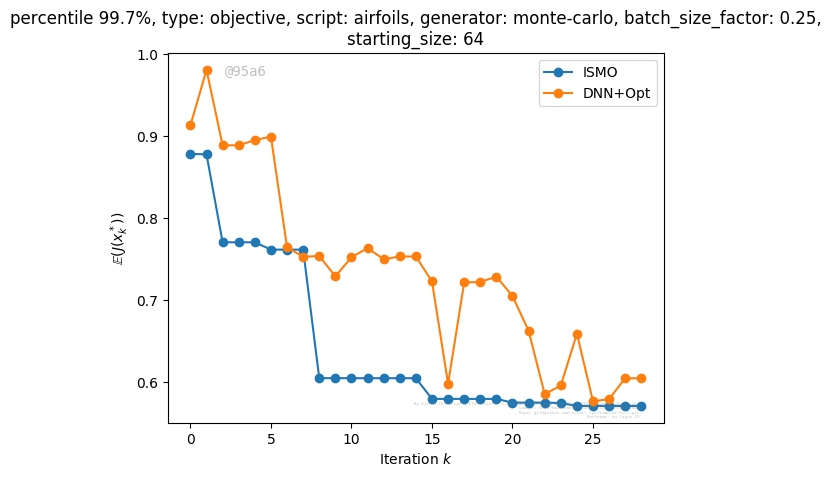 percentile 99.7%, type: objective, script: airfoils, generator: monte-carlo, batch_size_factor: 0.25,
starting_size: 64
@95a6
ISMO
DNN+Opt
1.0
0.9
0.8
0.7
0.6
𝔼(J(x*k))
0 5 10 15 20 25
Iteration k